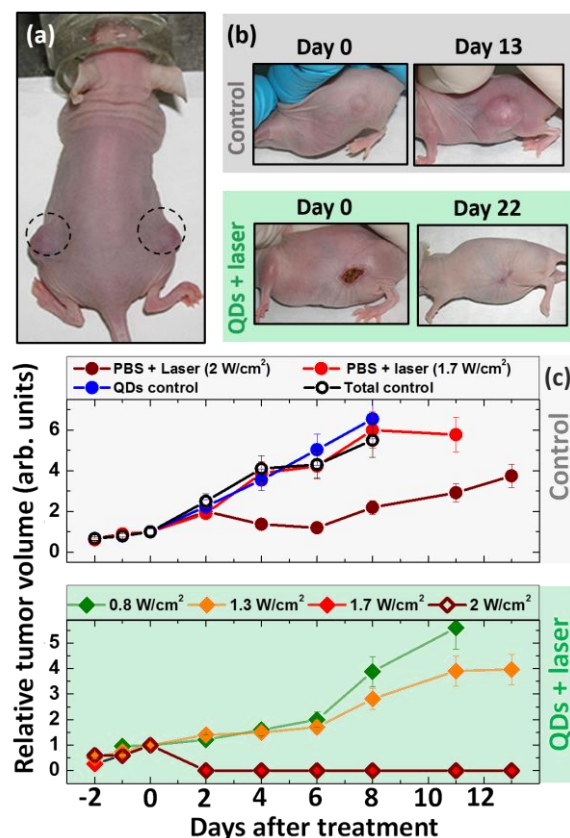 (a)
(b)
Day 0 Day 13
Control
Day 0 Day 22
QDs + laser
PBS + Laser (2 W/cm²) PBS + laser (1.7 W/cm²)
QDs control Total control
(c)
6
4
2
0
Control
Relative tumor volume (arb. units)
0.8 W/cm² 1.3 W/cm² 1.7 W/cm² 2 W/cm²
5
4
3
2
1
0
QDs + laser
-2 0 2 4 6 8 10 12
Days after treatment